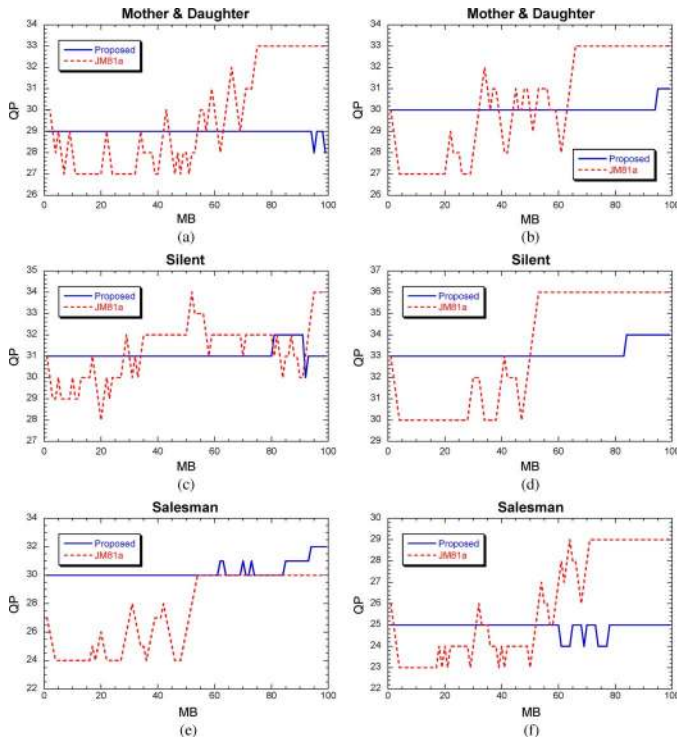 Mother & Daughter
34
33
32
31
30
29
28
27
26
QP
Proposed
JM81a
0 20 40 60 80 100
MB
(a)
Mother & Daughter
34
33
32
31
30
29
28
27
26
QP
Proposed
JM81a
0 20 40 60 80 100
MB
(b)
Silent
35
34
33
32
31
30
29
28
27
QP
Proposed
JM81a
0 20 40 60 80 100
MB
(c)
Silent
37
36
35
34
33
32
31
30
29
28
27
QP
Proposed
JM81a
0 20 40 60 80 100
MB
(d)
Salesman
34
32
30
28
26
24
22
QP
Proposed
JM81a
0 20 40 60 80 100
MB
(e)
Salesman
30
29
28
27
26
25
24
23
22
QP
Proposed
JM81a
0 20 40 60 80 100
MB
(f)